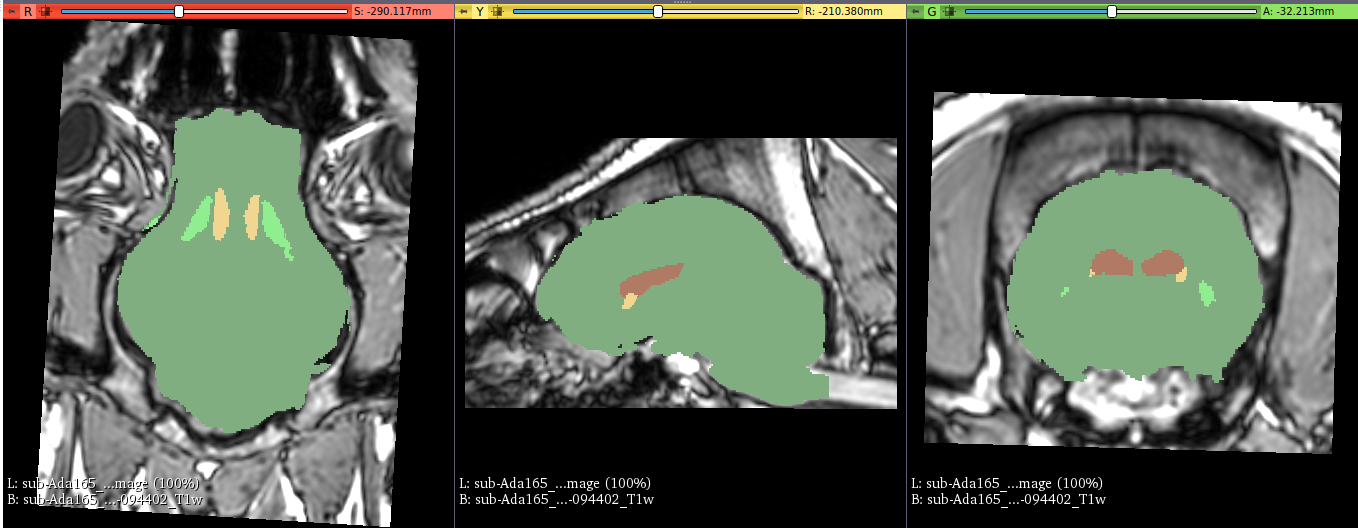 R S: -290.117mm
Y R: -210.380mm
G A: -32.213mm
L: sub-Ada165_...mage (100%)
B: sub-Ada165_...-094402_T1w
L: sub-Ada165_...mage (100%)
B: sub-Ada165_...-094402_T1w
L: sub-Ada165_...mage (100%)
B: sub-Ada165_...-094402_T1w